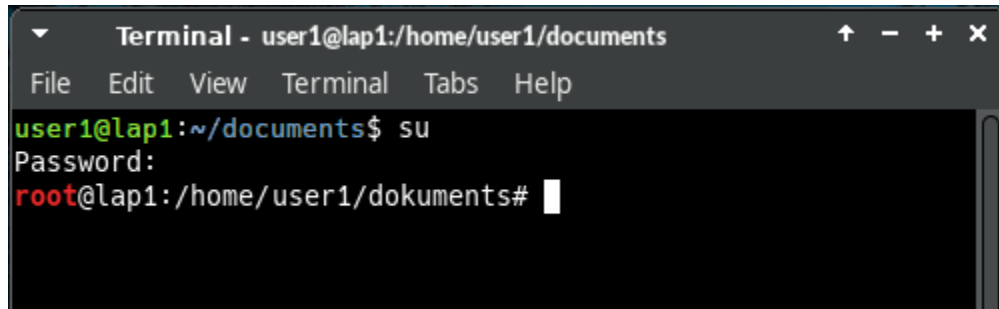 Terminal - user1@lap1:/home/user1/documents
File Edit View Terminal Tabs Help
user1@lap1:~/documents$ su
Password:
root@lap1:/home/user1/dokuments#